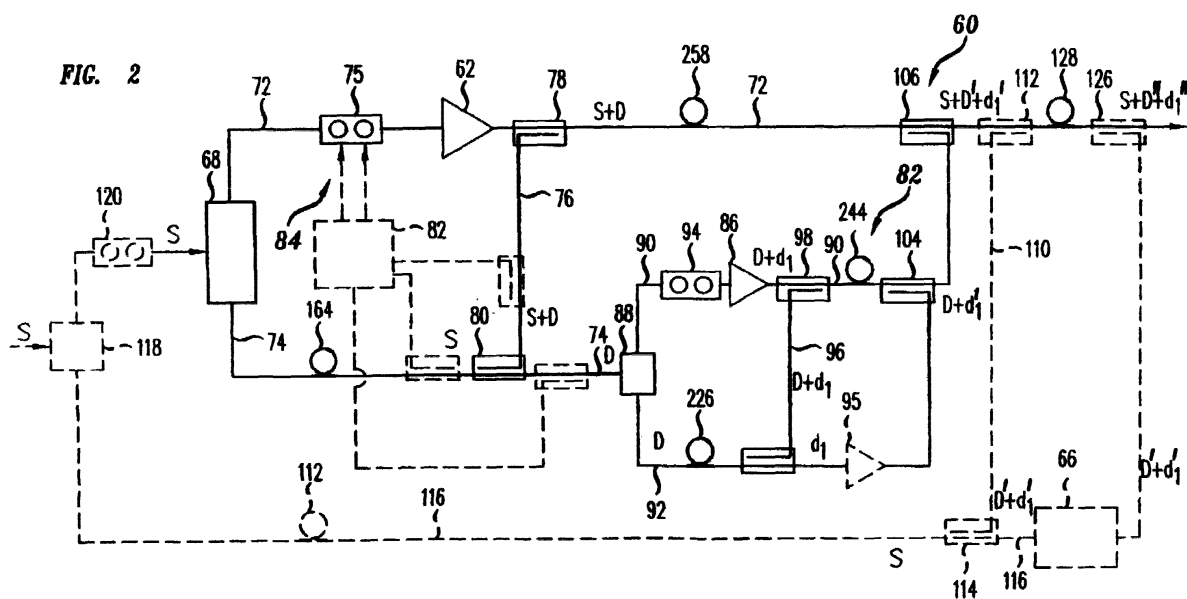 FIG. 2
60
258
128
62
75
78
106
S+D'+d₁'
112
126
S+D"+d₁"
72
S+D
72
68
120
S
84
82
76
82
244
86
94
90
D+d₁
98
90
104
110
S
118
74
164
S
80
S+D
74
D
88
D+d₁'
96
D+d₁
226
D
92
d₁
95
112
116
D'+d₁'
66
D'+d₁'
S
114
116